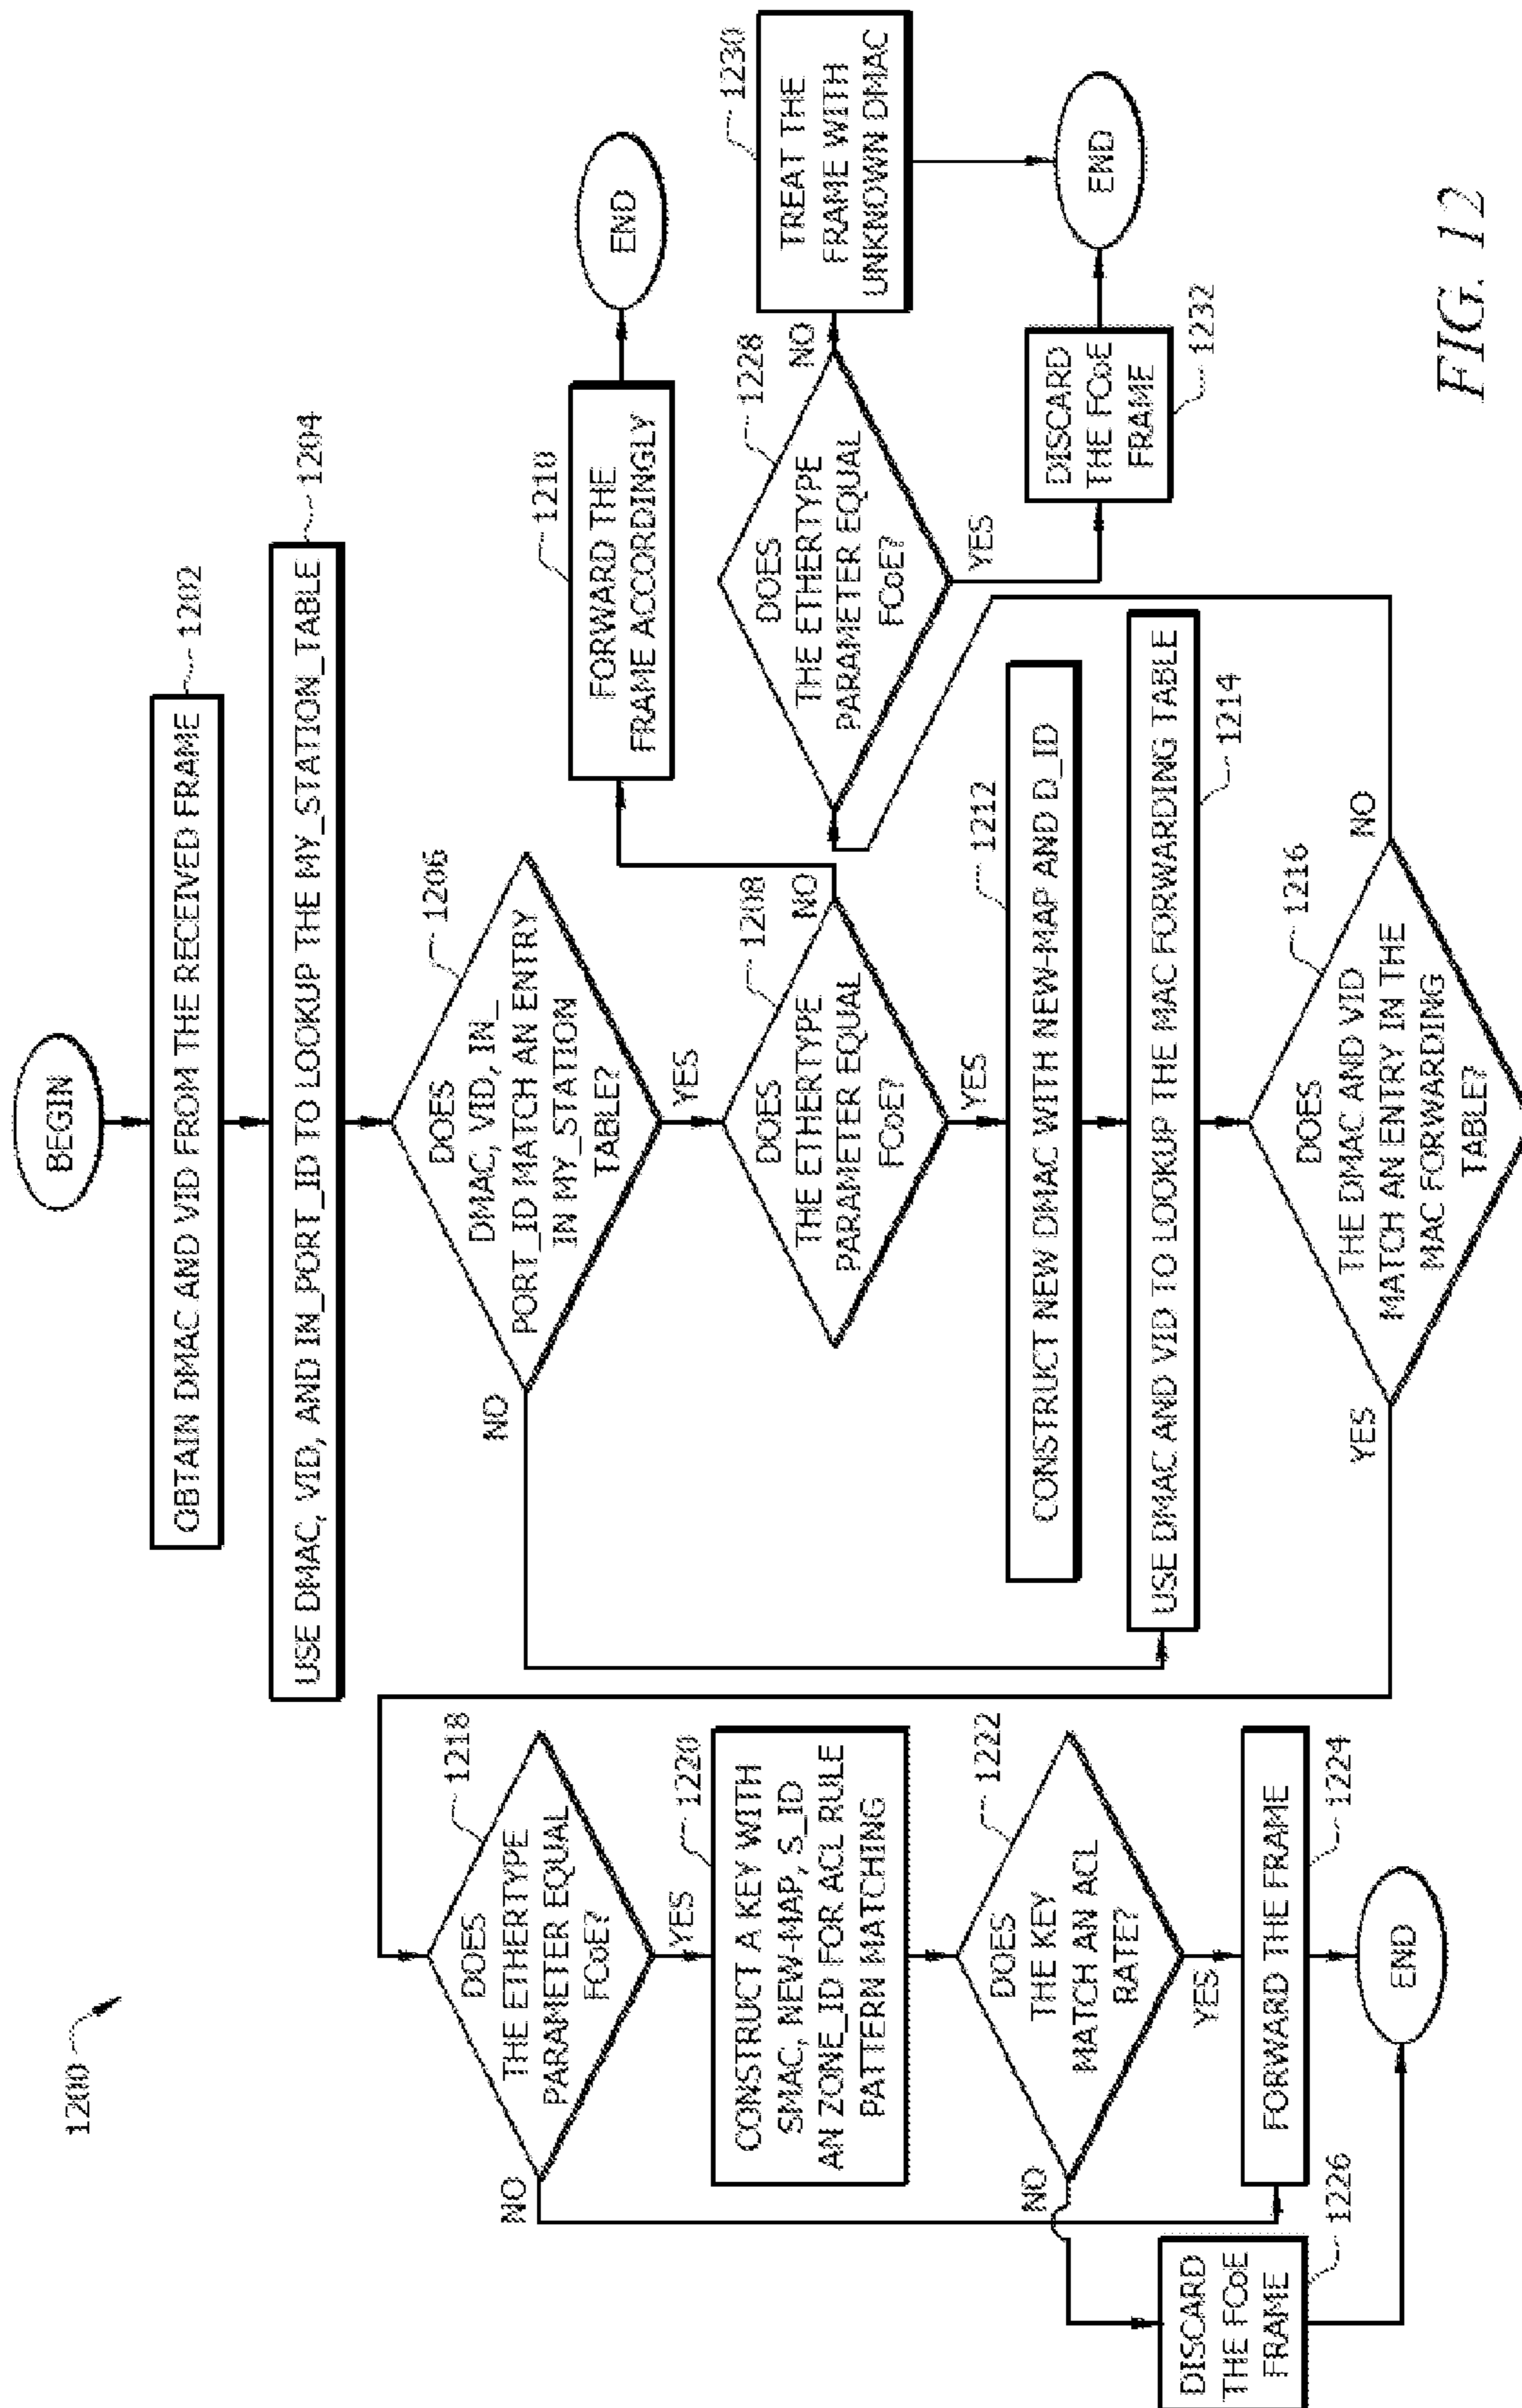 1200
BEGIN
OBTAIN DMAC AND VID FROM THE RECEIVED FRAME
1202
USE DMAC, VID, AND IN_PORT_ID TO LOOKUP THE MY_STATION_TABLE
1204
DOES
DMAC, VID, IN_
PORT_ID MATCH AN ENTRY
IN MY_STATION
TABLE?
1206
NO
YES
DOES
THE ETHERTYPE
PARAMETER EQUAL
FCoE?
1208
NO
YES
FORWARD THE
FRAME ACCORDINGLY
1210
END
CONSTRUCT NEW DMAC WITH NEW-MAP AND D_ID
1212
USE DMAC AND VID TO LOOKUP THE MAC FORWARDING TABLE
1214
DOES
THE DMAC AND VID
MATCH AN ENTRY IN THE
MAC FORWARDING
TABLE?
1216
YES
NO
DOES
THE ETHERTYPE
PARAMETER EQUAL
FCoE?
1218
NO
YES
CONSTRUCT A KEY WITH
SMAC, NEW-MAP, S_ID
AN ZONE_ID FOR ACL RULE
PATTERN MATCHING
1220
DOES
THE KEY
MATCH AN ACL
RATE?
1222
NO
YES
FORWARD THE FRAME
1224
DISCARD
THE FCoE
FRAME
1226
END
DOES
THE ETHERTYPE
PARAMETER EQUAL
FCoE?
1228
NO
YES
TREAT THE
FRAME WITH
UNKNOWN DMAC
1230
DISCARD
THE FCoE
FRAME
1232
END
FIG. 12